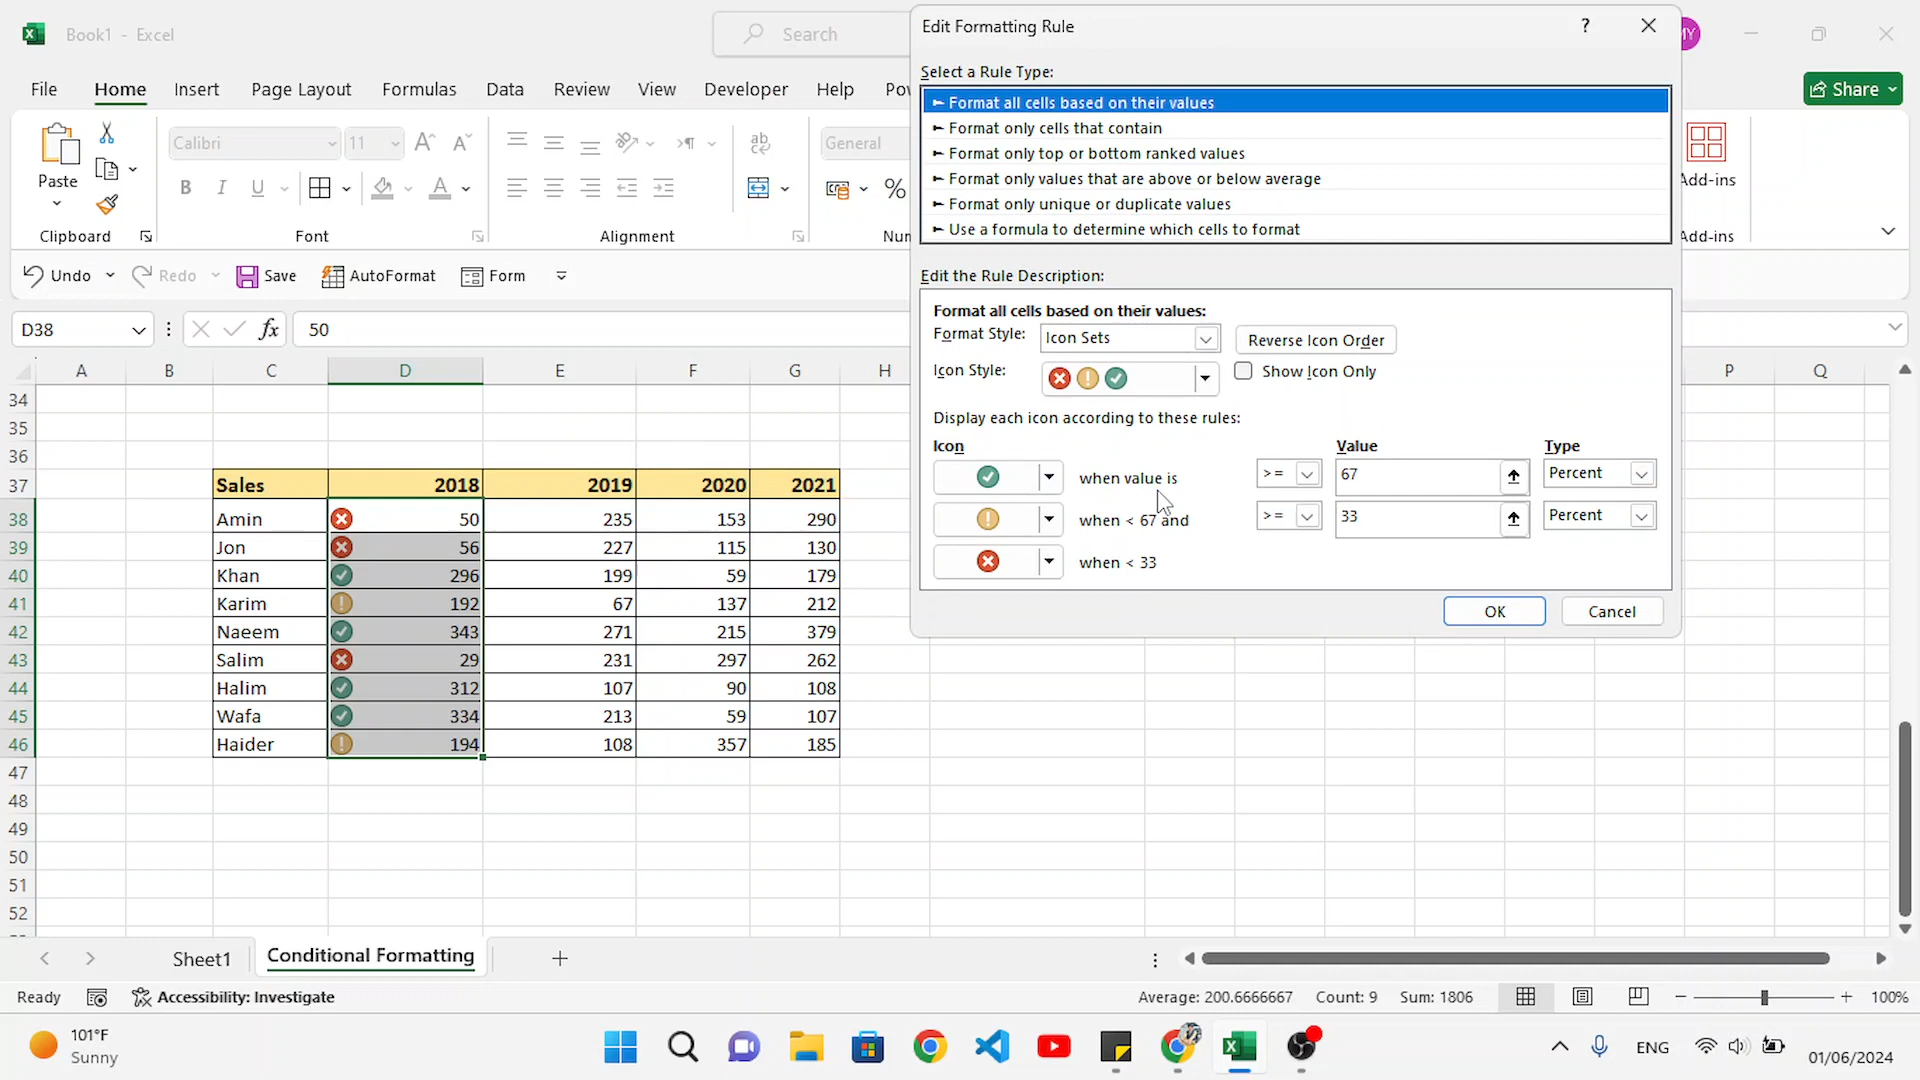 Book1 - Excel
Search
MY
File
Home
Insert
Page Layout
Formulas
Data
Review
View
Developer
Help
Share
Paste
Clipboard
Calibri
11
B I U
Font
Alignment
General
%
Add-ins
Add-ins
Undo
Redo
Save
AutoFormat
Form
D38
fx
50
A B C D E F G H P Q
34
35
36
37 Sales 2018 2019 2020 2021
38 Amin 50 235 153 290
39 Jon 56 227 115 130
40 Khan 296 199 59 179
41 Karim 192 67 137 212
42 Naeem 343 271 215 379
43 Salim 29 231 297 262
44 Halim 312 107 90 108
45 Wafa 334 213 59 107
46 Haider 194 108 357 185
47
48
49
50
51
52
Edit Formatting Rule
?
Select a Rule Type:
► Format all cells based on their values
► Format only cells that contain
► Format only top or bottom ranked values
► Format only values that are above or below average
► Format only unique or duplicate values
► Use a formula to determine which cells to format
Edit the Rule Description:
Format all cells based on their values:
Format Style: Icon Sets Reverse Icon Order
Icon Style: Show Icon Only
Display each icon according to these rules:
Icon Value Type
when value is >= 67 Percent
when < 67 and >= 33 Percent
when < 33
OK Cancel
Sheet1
Conditional Formatting
Ready
Accessibility: Investigate
Average: 200.6666667 Count: 9 Sum: 1806
100%
101°F
Sunny
ENG
01/06/2024